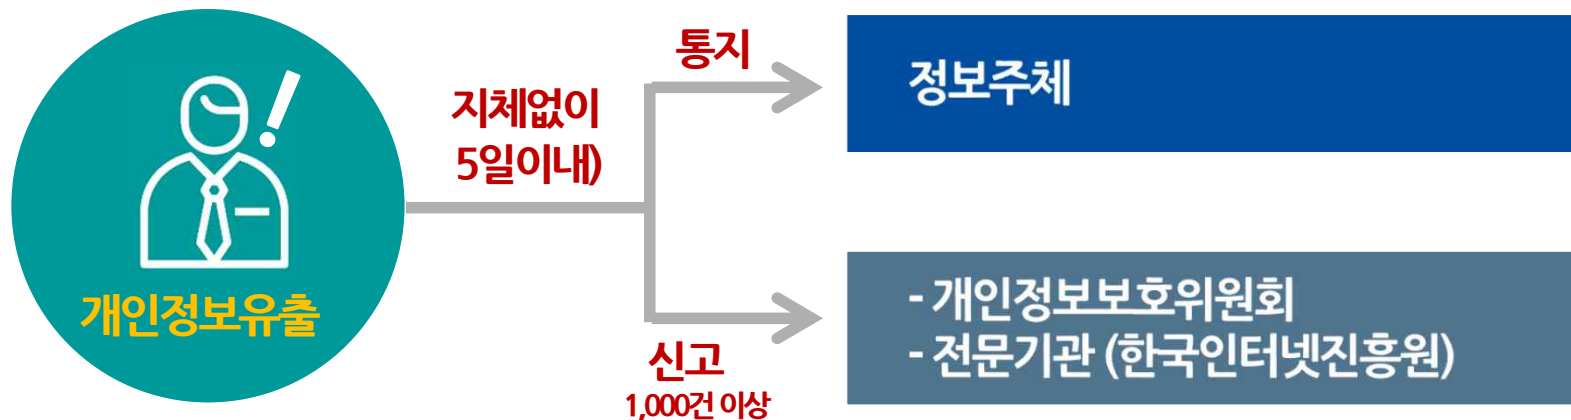 개인정보유출
지체없이
5일이내)
통지
정보주체
신고
1,000건 이상
- 개인정보보호위원회
- 전문기관 (한국인터넷진흥원)